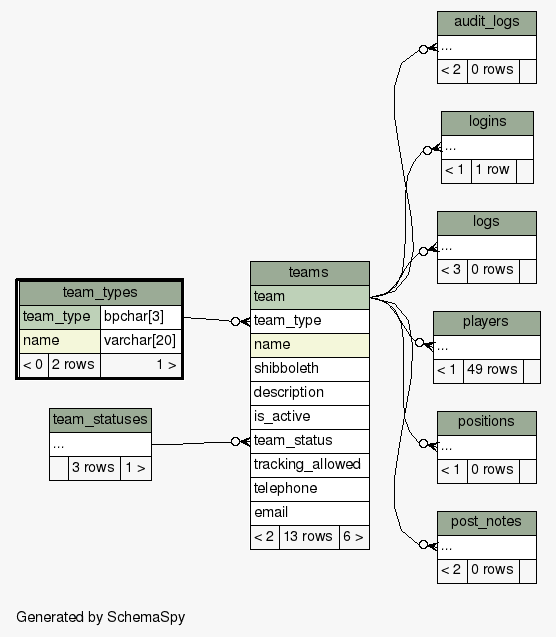 audit_logs
...
< 2 0 rows
logins
...
< 1 1 row
logs
...
< 3 0 rows
teams
team
team_type
name
shibboleth
description
is_active
team_status
tracking_allowed
telephone
email
< 2 13 rows 6 >
team_types
team_type bpchar[3]
name varchar[20]
< 0 2 rows 1 >
team_statuses
...
3 rows 1 >
players
...
< 1 49 rows
positions
...
< 1 0 rows
post_notes
...
< 2 0 rows
Generated by SchemaSpy